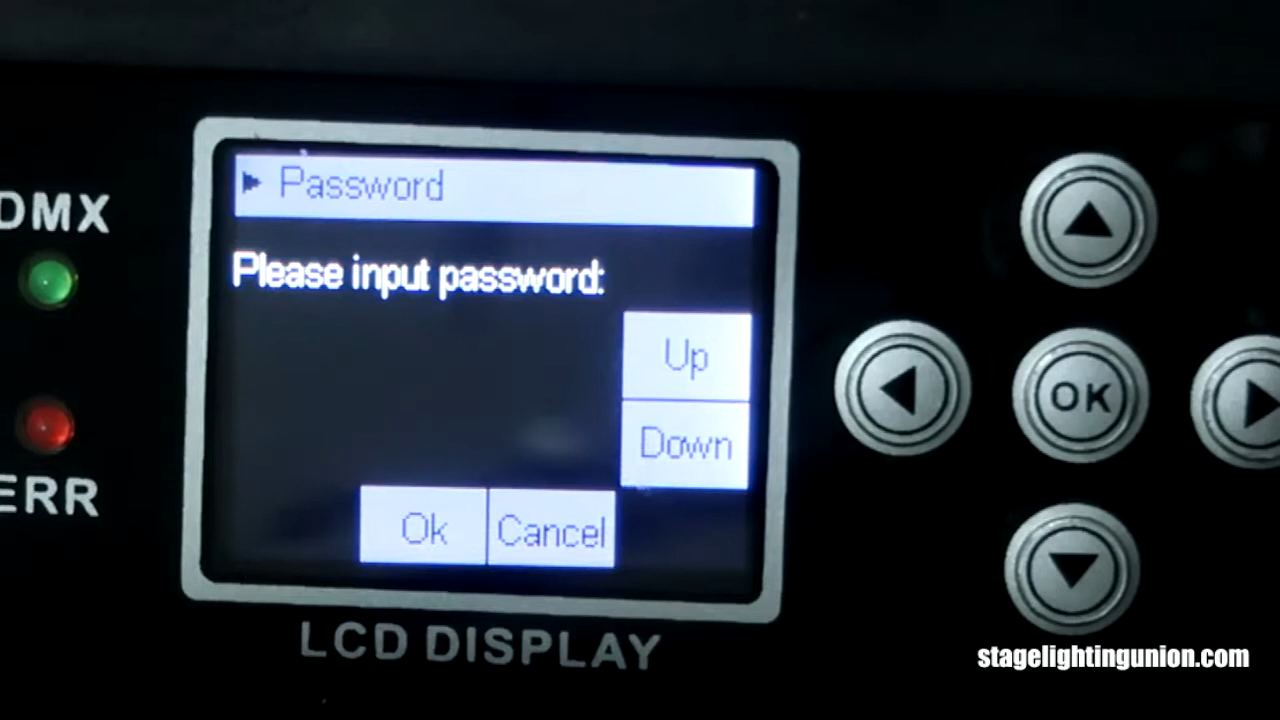 DMX
ERR
Password
Please input password:
Up
Down
Ok Cancel
LCD DISPLAY
OK
stagelightingunion.com